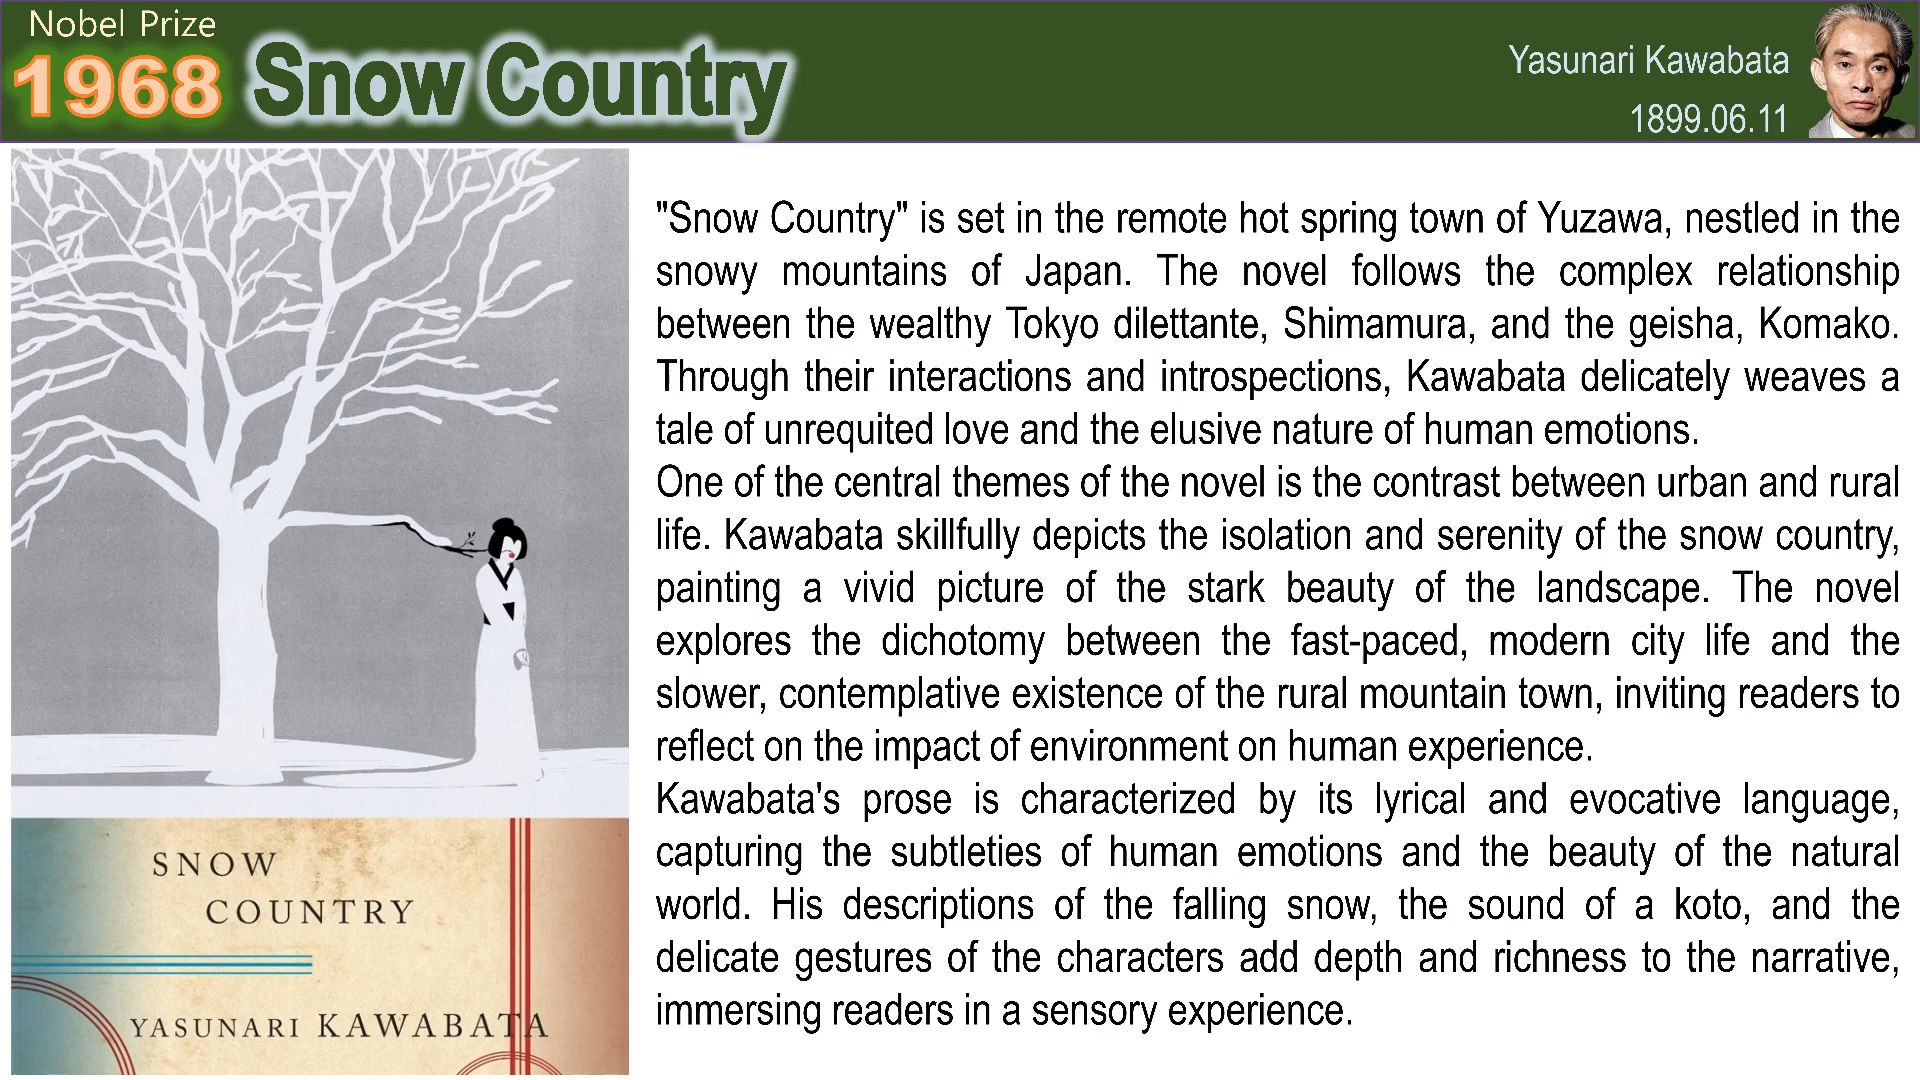 Nobel Prize
1968
Snow Country
Yasunari Kawabata
1899.06.11
"Snow Country" is set in the remote hot spring town of Yuzawa, nestled in the
snowy mountains of Japan. The novel follows the complex relationship
between the wealthy Tokyo dilettante, Shimamura, and the geisha, Komako.
Through their interactions and introspections, Kawabata delicately weaves a
tale of unrequited love and the elusive nature of human emotions.
One of the central themes of the novel is the contrast between urban and rural
life. Kawabata skillfully depicts the isolation and serenity of the snow country,
painting a vivid picture of the stark beauty of the landscape. The novel
explores the dichotomy between the fast-paced, modern city life and the
slower, contemplative existence of the rural mountain town, inviting readers to
reflect on the impact of environment on human experience.
Kawabata's prose is characterized by its lyrical and evocative language,
capturing the subtleties of human emotions and the beauty of the natural
world. His descriptions of the falling snow, the sound of a koto, and the
delicate gestures of the characters add depth and richness to the narrative,
immersing readers in a sensory experience.
SNOW
COUNTRY
YASUNARI KAWABATA